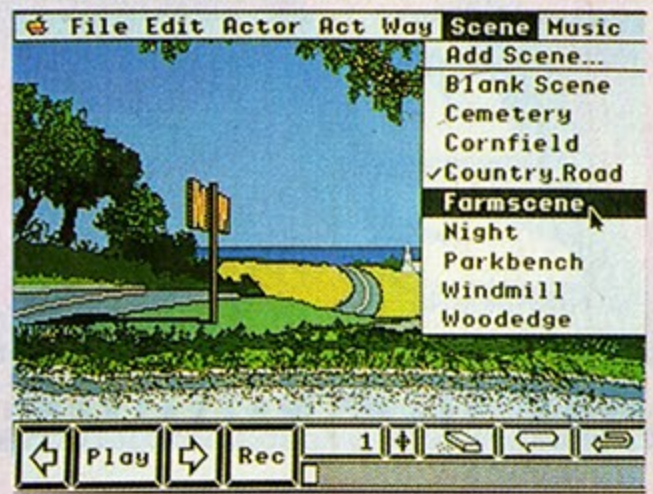 File Edit Actor Act Way Scene Music
Add Scene...
Blank Scene
Cemetery
Cornfield
✓Country.Road
Farmscene
Night
Parkbench
Windmill
Woodedge
Play Rec 1